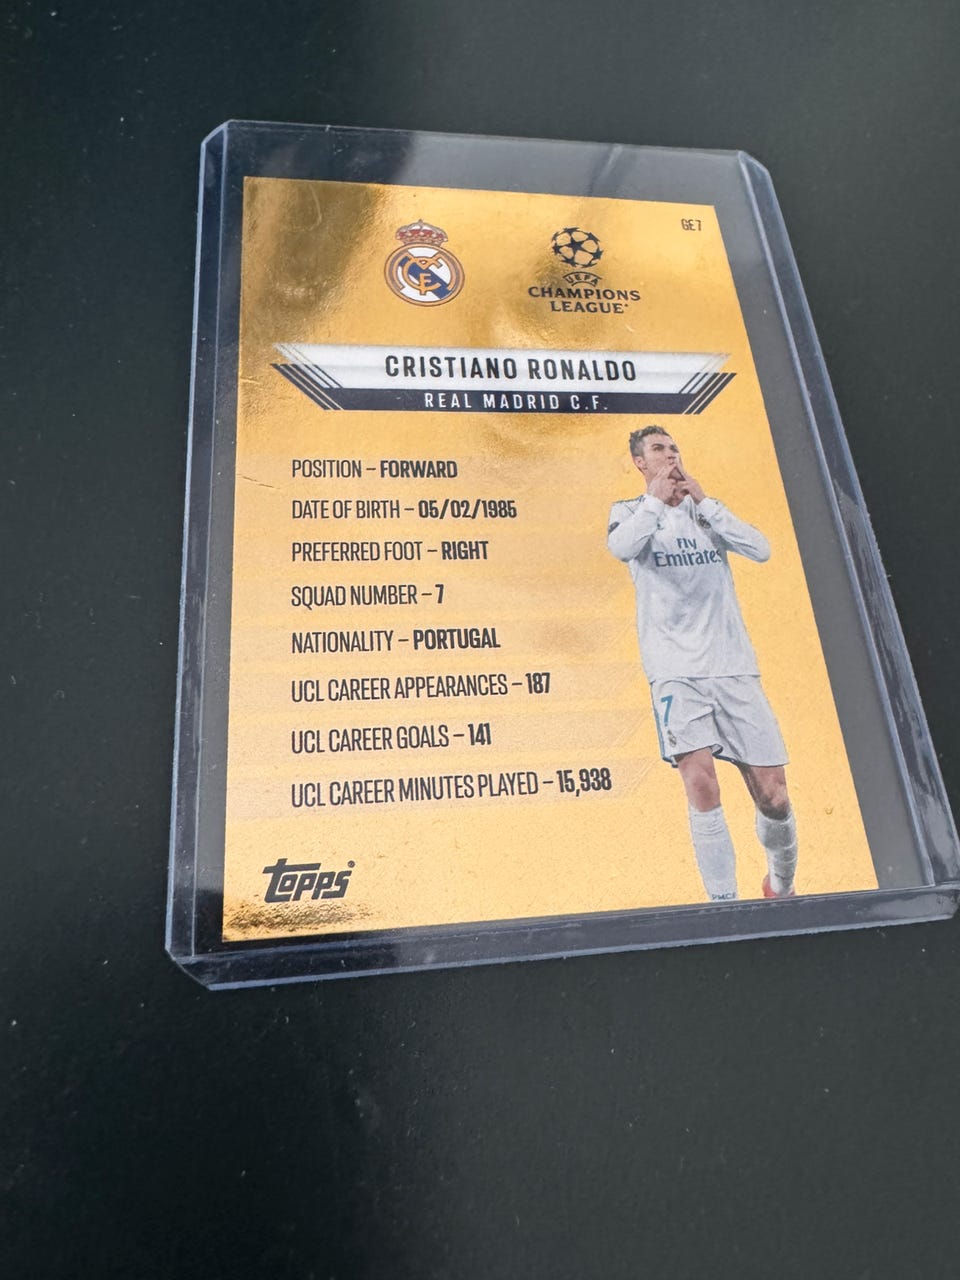 GE7
UEFA
CHAMPIONS
LEAGUE
CRISTIANO RONALDO
REAL MADRID C.F.
POSITION – FORWARD
DATE OF BIRTH – 05/02/1985
PREFERRED FOOT – RIGHT
SQUAD NUMBER – 7
NATIONALITY – PORTUGAL
UCL CAREER APPEARANCES – 187
UCL CAREER GOALS – 141
UCL CAREER MINUTES PLAYED – 15,938
Fly
Emirates
7
topps®